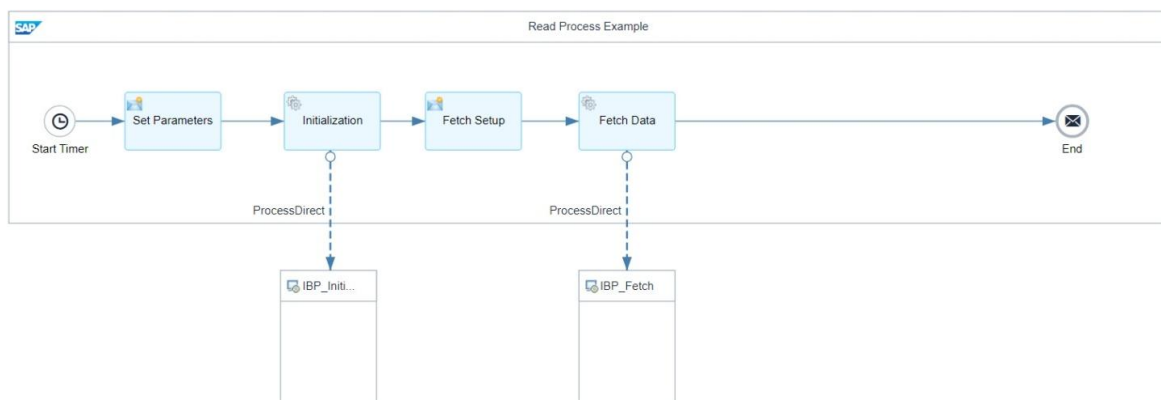 SAP
Read Process Example
Set Parameters
Initialization
Fetch Setup
Fetch Data
Start Timer
End
ProcessDirect
ProcessDirect
IBP_Initi...
IBP_Fetch